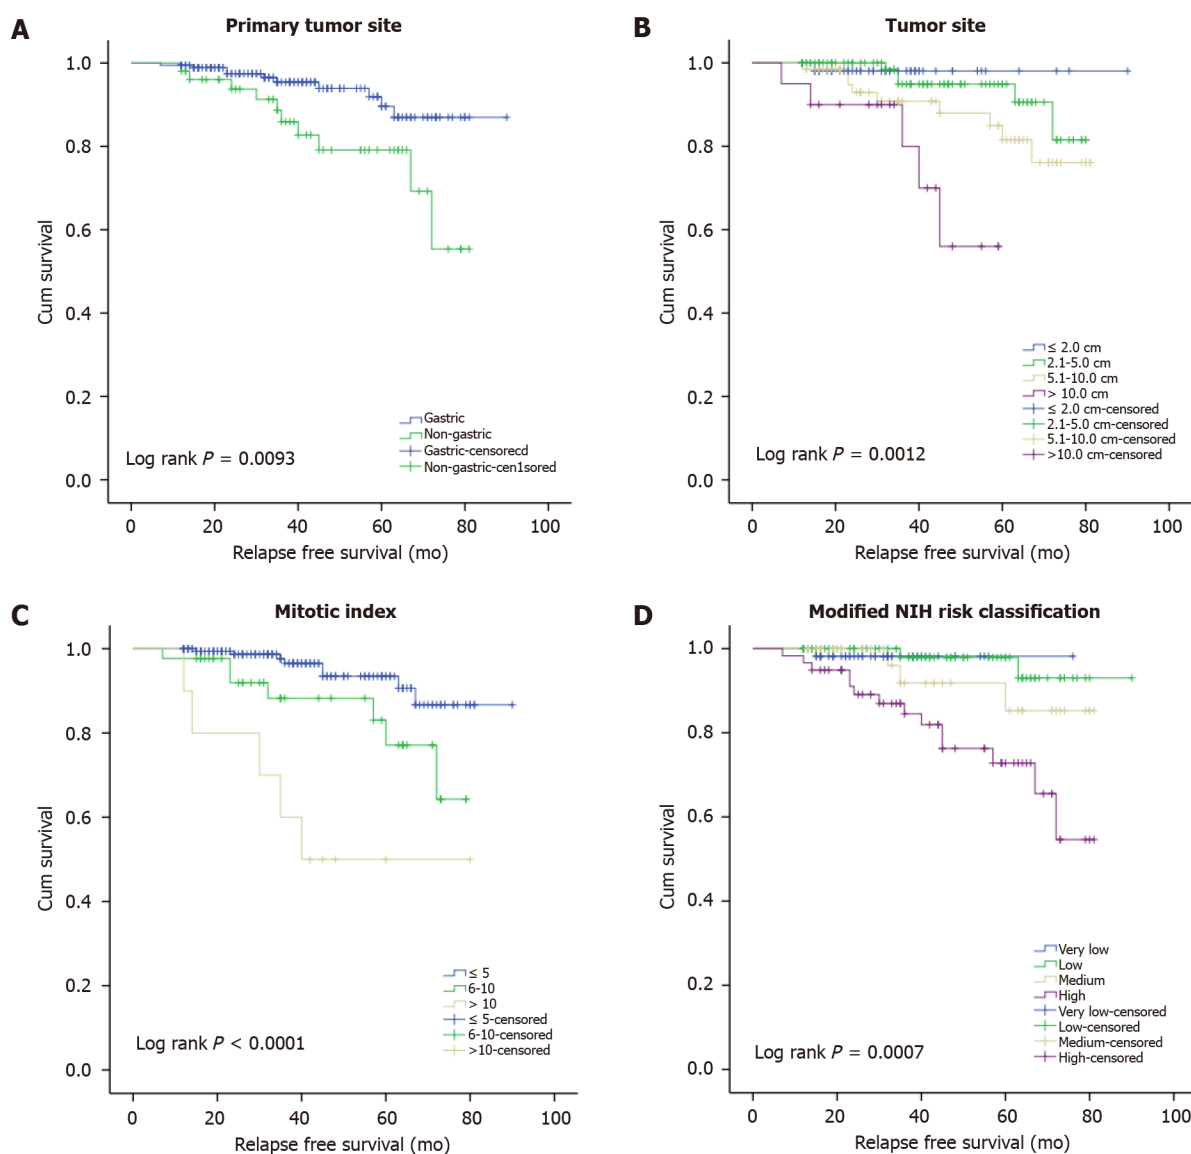 A
Primary tumor site
1.0
0.8
0.6
0.4
0.2
0.0
Cum survival
Gastric
Non-gastric
Gastric-censorecd
Non-gastric-cen1sored
Log rank P = 0.0093
0 20 40 60 80 100
Relapse free survival (mo)
B
Tumor site
1.0
0.8
0.6
0.4
0.2
0.0
Cum survival
≤ 2.0 cm
2.1-5.0 cm
5.1-10.0 cm
> 10.0 cm
≤ 2.0 cm-censored
2.1-5.0 cm-censored
5.1-10.0 cm-censored
>10.0 cm-censored
Log rank P = 0.0012
0 20 40 60 80 100
Relapse free survival (mo)
C
Mitotic index
1.0
0.8
0.6
0.4
0.2
0.0
Cum survival
≤ 5
6-10
> 10
≤ 5-censored
6-10-censored
>10-censored
Log rank P < 0.0001
0 20 40 60 80 100
Relapse free survival (mo)
D
Modified NIH risk classification
1.0
0.8
0.6
0.4
0.2
0.0
Cum survival
Very low
Low
Medium
High
Very low-censored
Low-censored
Medium-censored
High-censored
Log rank P = 0.0007
0 20 40 60 80 100
Relapse free survival (mo)